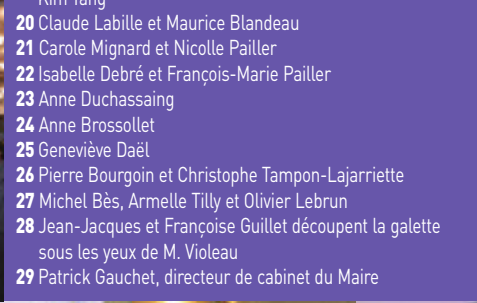 Kim Yang
20 Claude Labille et Maurice Blandeau
21 Carole Mignard et Nicolle Pailler
22 Isabelle Debré et François-Marie Pailler
23 Anne Duchassaing
24 Anne Brossollet
25 Geneviève Daël
26 Pierre Bourgoin et Christophe Tampon-Lajarriette
27 Michel Bès, Armelle Tilly et Olivier Lebrun
28 Jean-Jacques et Françoise Guillet découpent la galette
sous les yeux de M. Violeau
29 Patrick Gauchet, directeur de cabinet du Maire